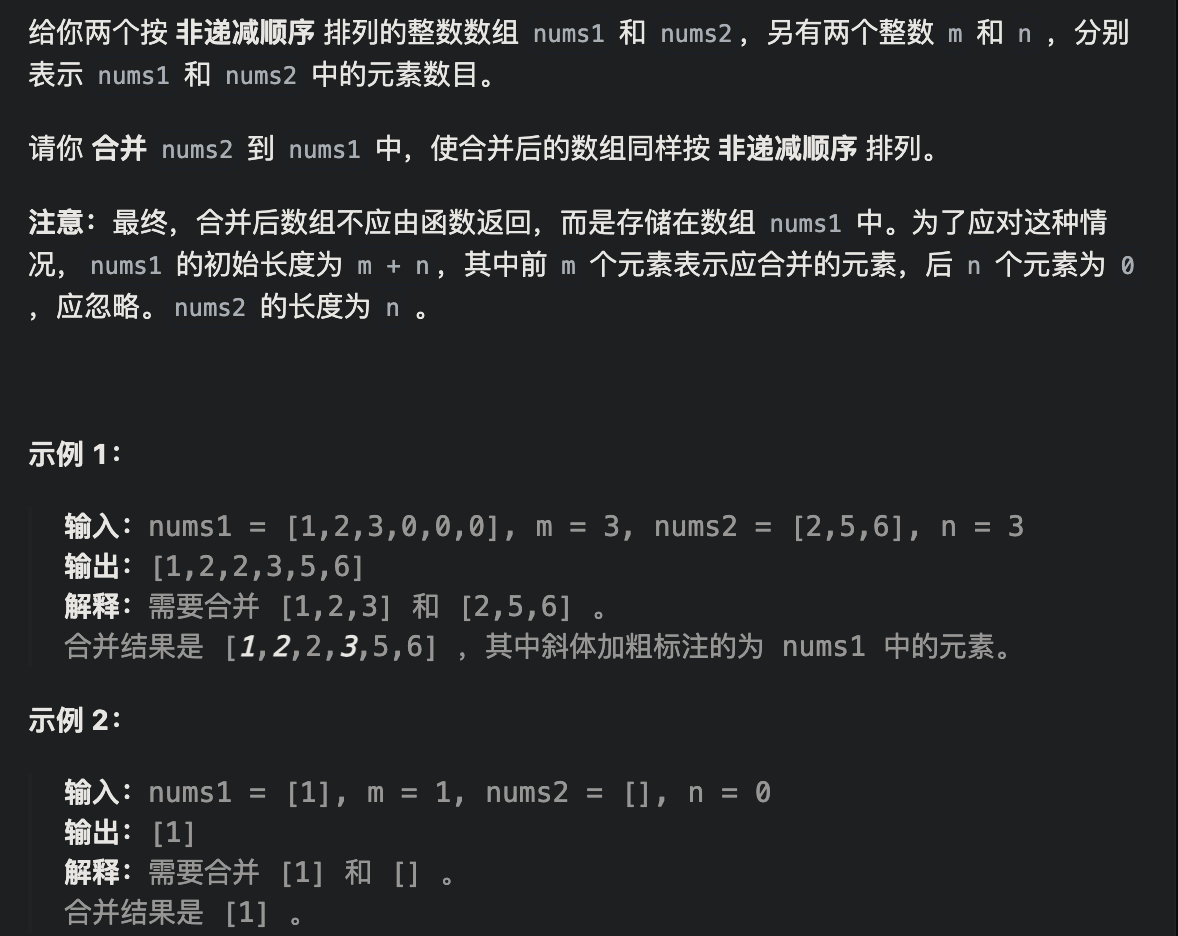 给你两个按 非递减顺序 排列的整数数组 nums1 和 nums2，另有两个整数 m 和 n ，分别
表示 nums1 和 nums2 中的元素数目。
请你 合并 nums2 到 nums1 中，使合并后的数组同样按 非递减顺序 排列。
注意：最终，合并后数组不应由函数返回，而是存储在数组 nums1 中。为了应对这种情
况， nums1 的初始长度为 m + n，其中前 m 个元素表示应合并的元素，后 n 个元素为 0
，应忽略。 nums2 的长度为 n 。
示例 1：
输入：nums1 = [1,2,3,0,0,0], m = 3, nums2 = [2,5,6], n = 3
输出：[1,2,2,3,5,6]
解释：需要合并 [1,2,3] 和 [2,5,6] 。
合并结果是 [1,2,2,3,5,6] ，其中斜体加粗标注的为 nums1 中的元素。
示例 2：
输入：nums1 = [1], m = 1, nums2 = [], n = 0
输出：[1]
解释：需要合并 [1] 和 [] 。
合并结果是 [1] 。